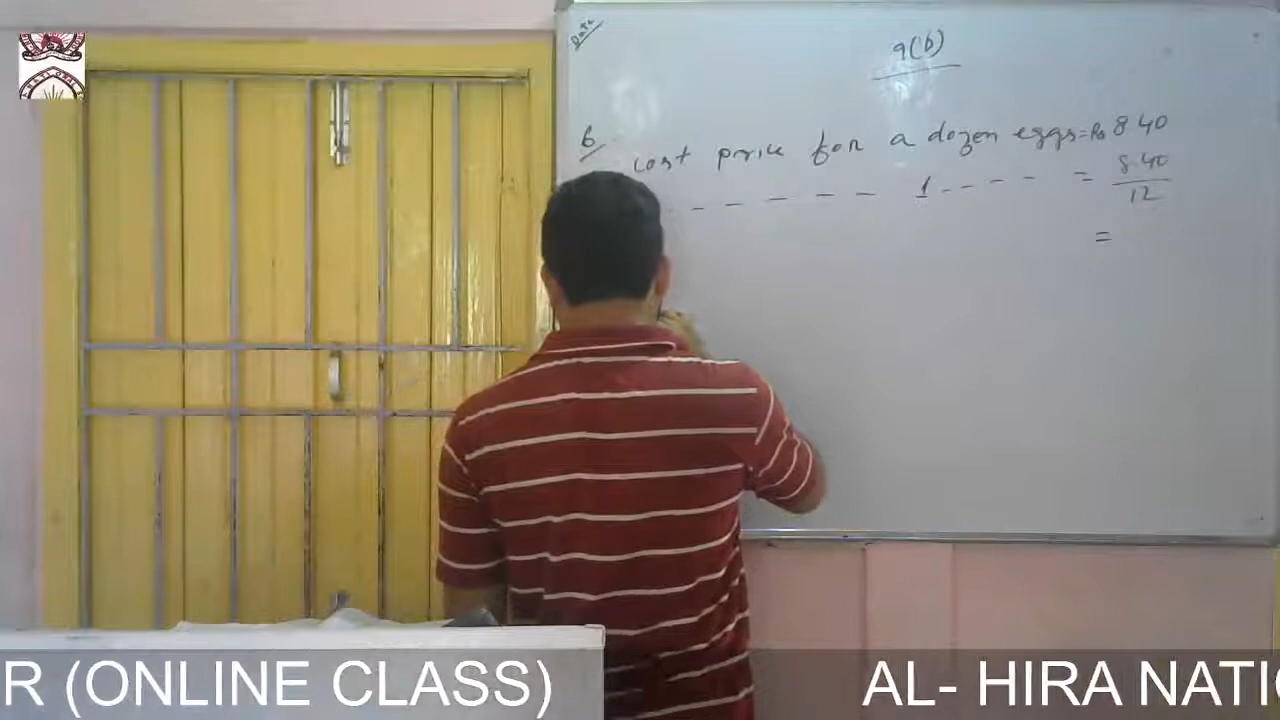 Date
9(b)
6
Cost price for a dozen eggs = Rs 8.40
- - - - - - 1 - - - - = 8.40
12
=
R (ONLINE CLASS) AL- HIRA NATI